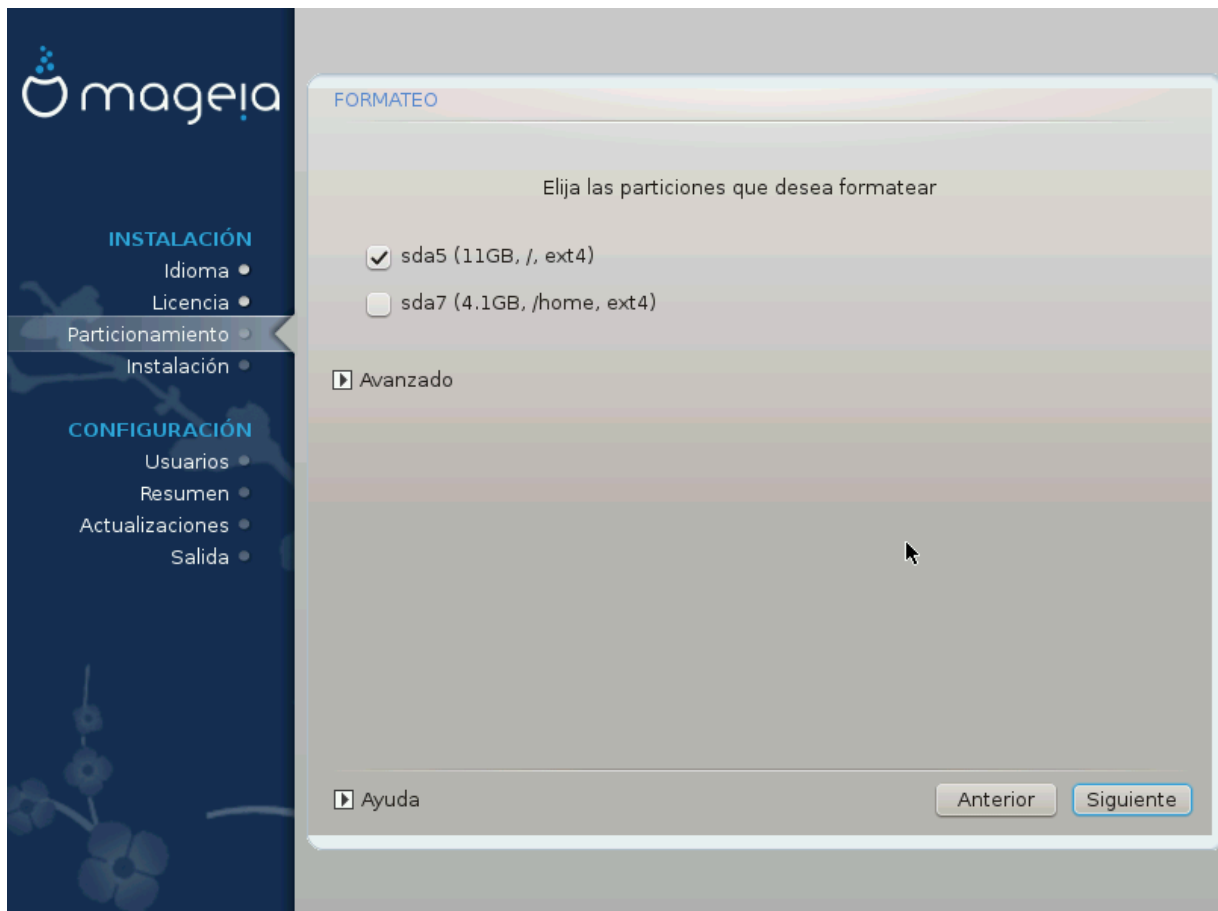 mageia
INSTALACIÓN
Idioma
Licencia
Particionamiento
Instalación
CONFIGURACIÓN
Usuarios
Resumen
Actualizaciones
Salida
FORMATEO
Elija las particiones que desea formatear
sda5 (11GB, /, ext4)
sda7 (4.1GB, /home, ext4)
Avanzado
Ayuda
Anterior
Siguiente